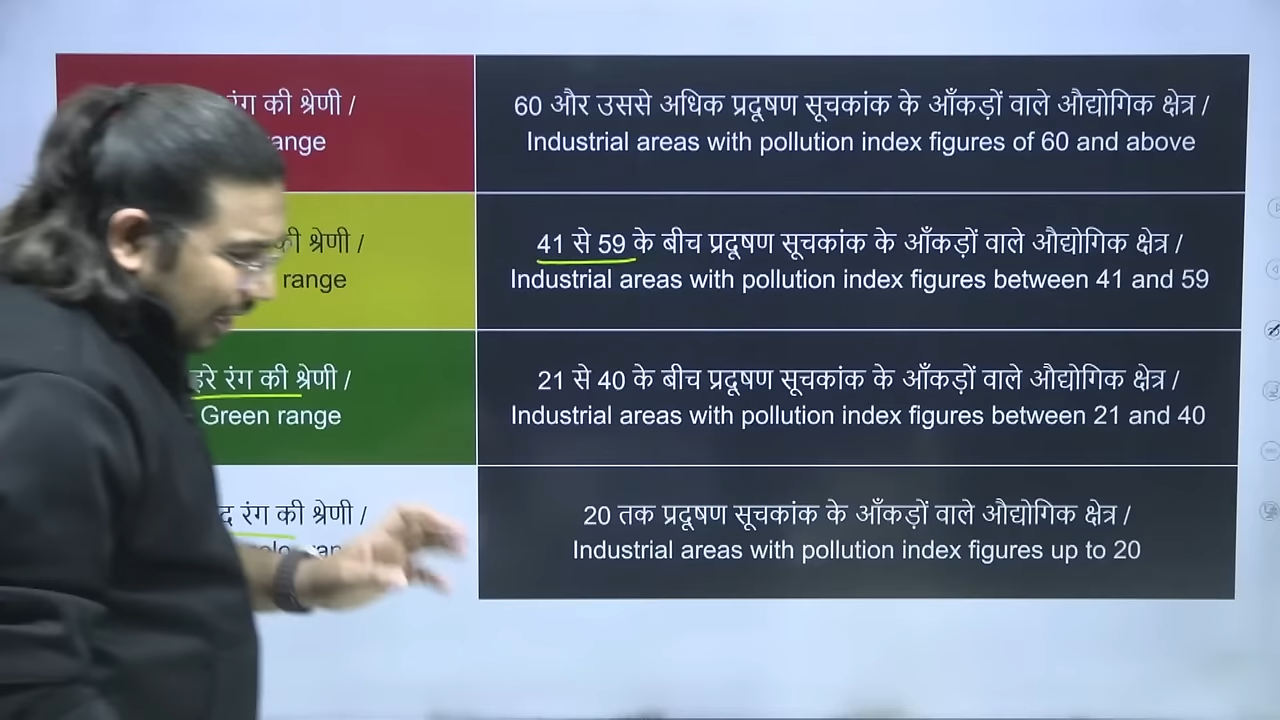 रंग की श्रेणी /
60 और उससे अधिक प्रदूषण सूचकांक के आँकड़ों वाले औद्योगिक क्षेत्र /
Industrial areas with pollution index figures of 60 and above
की श्रेणी /
range
41 से 59 के बीच प्रदूषण सूचकांक के आँकड़ों वाले औद्योगिक क्षेत्र /
Industrial areas with pollution index figures between 41 and 59
हरे रंग की श्रेणी /
Green range
21 से 40 के बीच प्रदूषण सूचकांक के आँकड़ों वाले औद्योगिक क्षेत्र /
Industrial areas with pollution index figures between 21 and 40
रंग की श्रेणी /
20 तक प्रदूषण सूचकांक के आँकड़ों वाले औद्योगिक क्षेत्र /
Industrial areas with pollution index figures up to 20